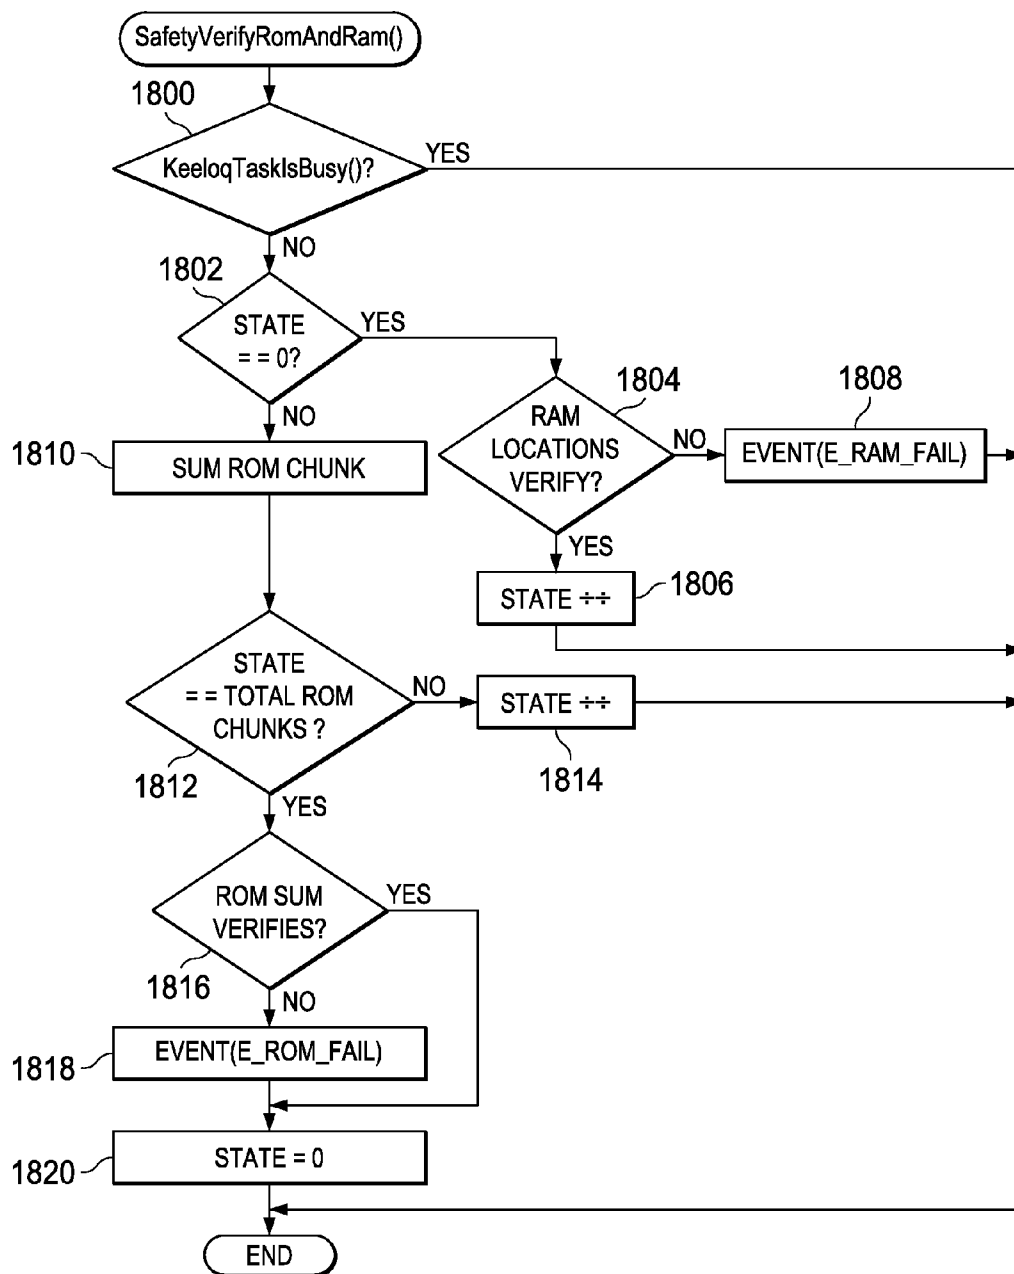 SafetyVerifyRomAndRam()
1800
KeeloqTaskIsBusy()?
YES
NO
1802
STATE
= = 0?
YES
NO
1804
RAM
LOCATIONS
VERIFY?
NO
1808
EVENT(E_RAM_FAIL)
YES
1810
SUM ROM CHUNK
STATE ÷÷
1806
STATE
= = TOTAL ROM
CHUNKS ?
NO
STATE ÷÷
1812
1814
YES
ROM SUM
VERIFIES?
YES
1816
NO
1818
EVENT(E_ROM_FAIL)
1820
STATE = 0
END